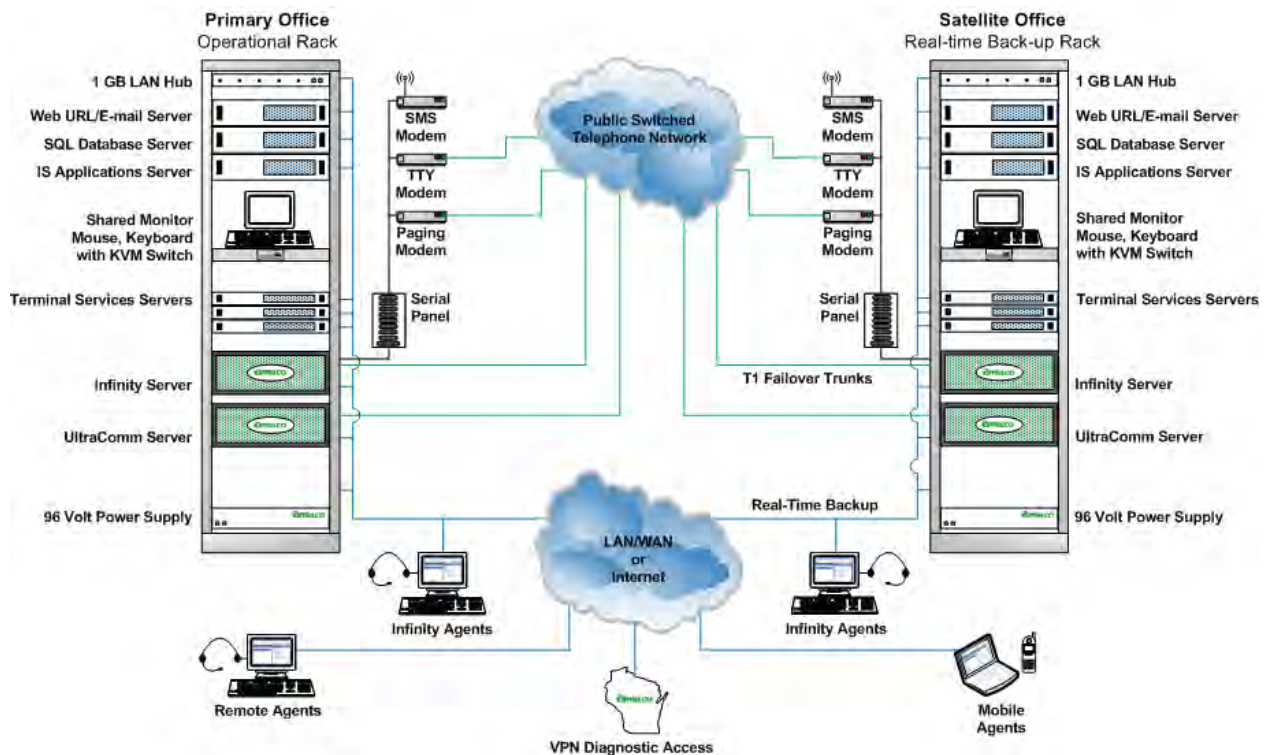 Primary Office
Operational Rack
1 GB LAN Hub
Web URL/E-mail Server
SQL Database Server
IS Applications Server
Shared Monitor
Mouse, Keyboard
with KVM Switch
Terminal Services Servers
Infinity Server
UltraComm Server
96 Volt Power Supply
SMS
Modem
TTY
Modem
Paging
Modem
Serial
Panel
Public Switched
Telephone Network
T1 Failover Trunks
SMS
Modem
TTY
Modem
Paging
Modem
Serial
Panel
Satellite Office
Real-time Back-up Rack
1 GB LAN Hub
Web URL/E-mail Server
SQL Database Server
IS Applications Server
Shared Monitor
Mouse, Keyboard
with KVM Switch
Terminal Services Servers
Infinity Server
UltraComm Server
96 Volt Power Supply
Real-Time Backup
LAN/WAN
or
Internet
Infinity Agents
Infinity Agents
Remote Agents
VPN Diagnostic Access
Mobile
Agents